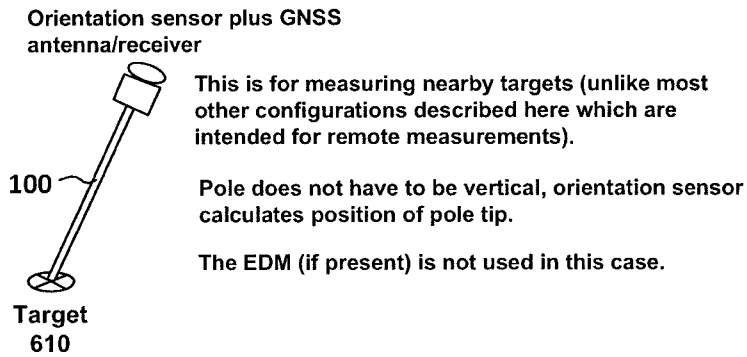 Orientation sensor plus GNSS
antenna/receiver
This is for measuring nearby targets (unlike most
other configurations described here which are
intended for remote measurements).
100
Pole does not have to be vertical, orientation sensor
calculates position of pole tip.
The EDM (if present) is not used in this case.
Target
610